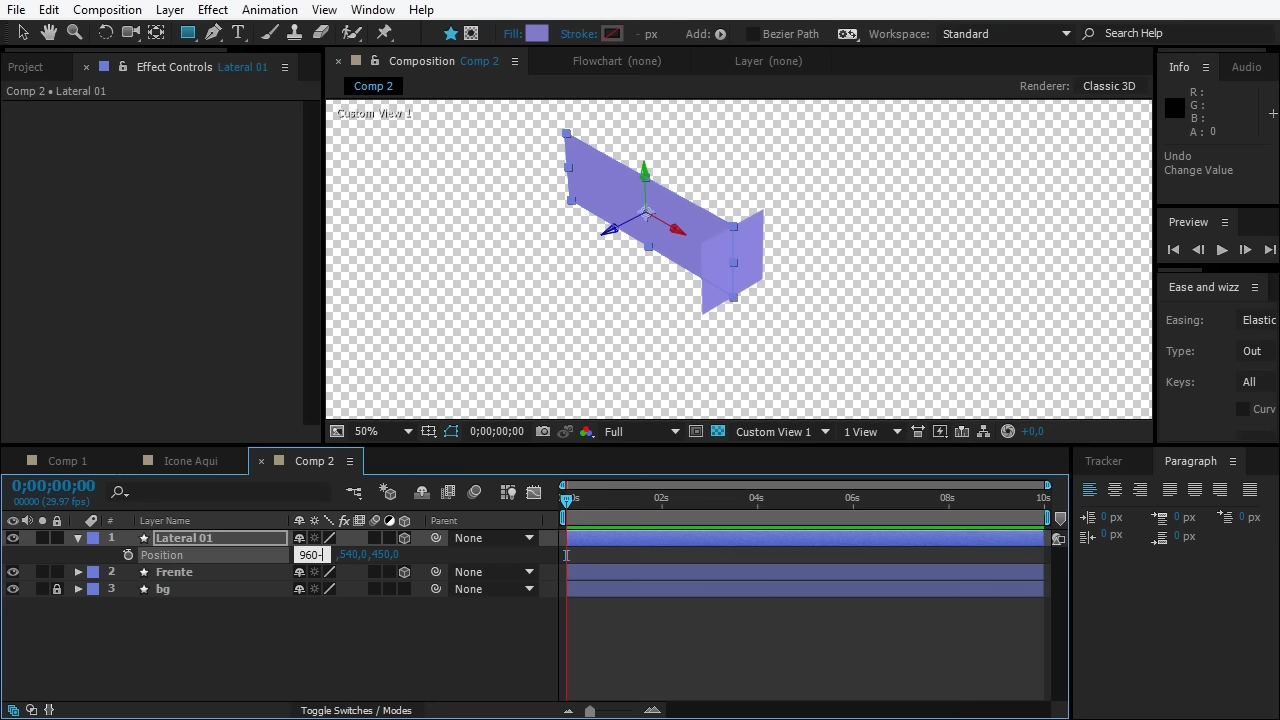 File Edit Composition Layer Effect Animation View Window Help
Fill: Stroke: - px Add: Bezier Path Workspace: Standard Search Help
Project × Effect Controls Lateral 01
Comp 2 • Lateral 01
× Composition Comp 2 Flowchart (none) Layer (none)
Comp 2 Renderer: Classic 3D
Custom View 1
50% 0;00;00;00 Full Custom View 1 1 View +0,0
Info Audio
R :
G :
B :
A : 0
Undo
Change Value
Preview
Ease and wizz
Easing: Elastic
Type: Out
Keys: All
Curv
Comp 1 Icone Aqui × Comp 2
0;00;00;00
00000 (29.97 fps)
02s 04s 06s 08s 10s
# Layer Name fx Parent
1 Lateral 01 None
Position 960- ,540,0,450,0
2 Frente None
3 bg None
Toggle Switches / Modes
Tracker Paragraph
0 px 0 px 0 px
0 px 0 px